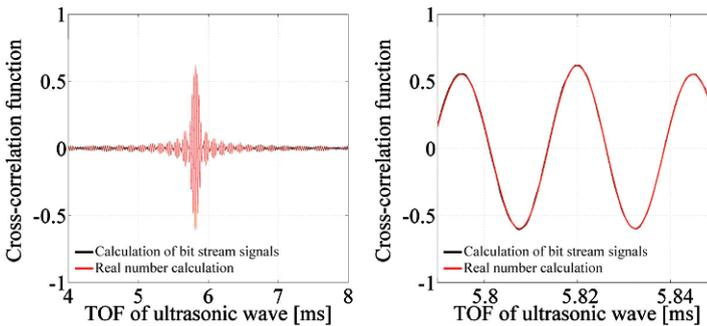 Cross-correlation function
1
0.5
0
-0.5
-1
Calculation of bit stream signals
Real number calculation
4 5 6 7 8
TOF of ultrasonic wave [ms]
Cross-correlation function
1
0.5
0
-0.5
-1
Calculation of bit stream signals
Real number calculation
5.8 5.82 5.84
TOF of ultrasonic wave [ms]